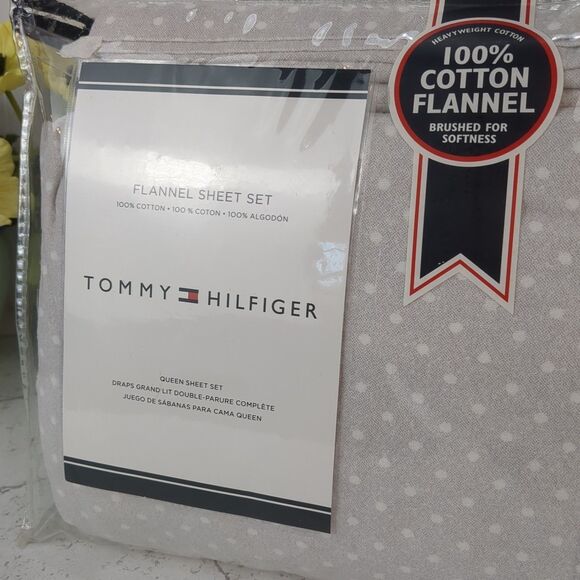 HEAVYWEIGHT COTTON
100%
COTTON
FLANNEL
BRUSHED FOR
SOFTNESS
FLANNEL SHEET SET
100% COTTON • 100 % COTON • 100% ALGODÓN
TOMMY HILFIGER
QUEEN SHEET SET
DRAPS GRAND LIT DOUBLE-PARURE COMPLÈTE
JUEGO DE SÁBANAS PARA CAMA QUEEN